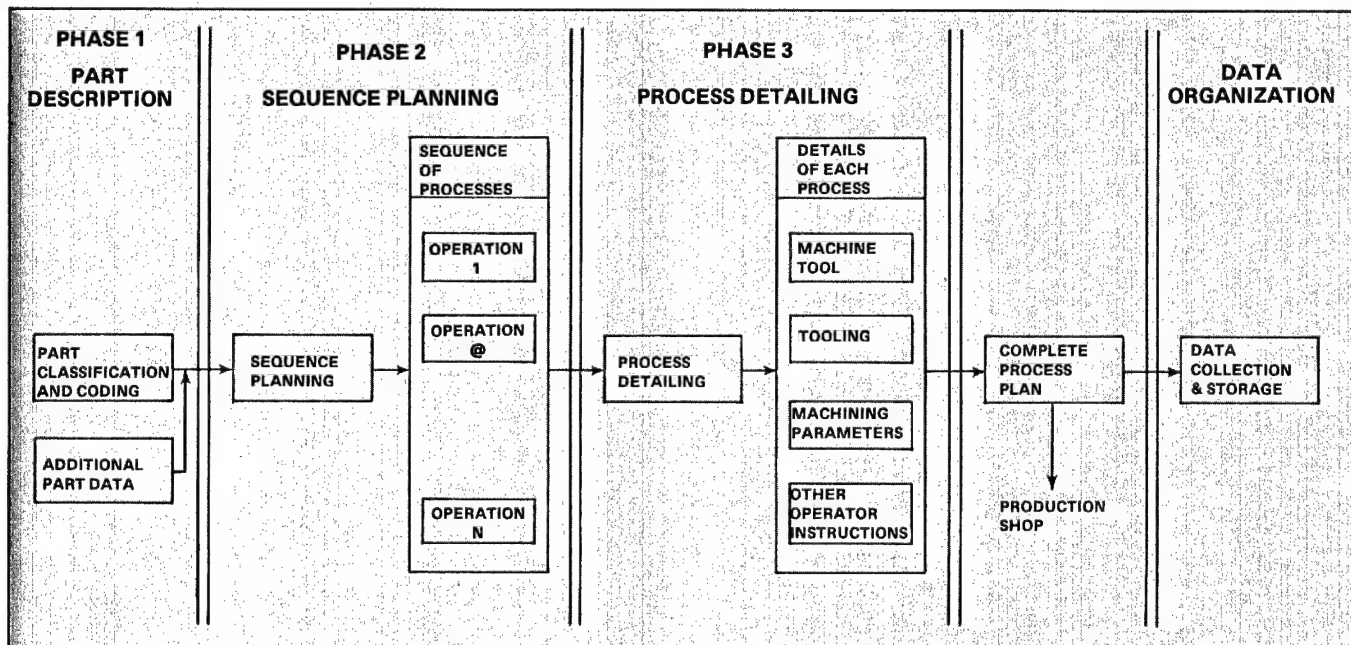 PHASE 1
PART
DESCRIPTION
PART
CLASSIFICATION
AND CODING
ADDITIONAL
PART DATA
PHASE 2
SEQUENCE PLANNING
SEQUENCE
PLANNING
SEQUENCE
OF
PROCESSES
OPERATION
1
OPERATION
@
OPERATION
N
PHASE 3
PROCESS DETAILING
PROCESS
DETAILING
DETAILS
OF EACH
PROCESS
MACHINE
TOOL
TOOLING
MACHINING
PARAMETERS
OTHER
OPERATOR
INSTRUCTIONS
COMPLETE
PROCESS
PLAN
PRODUCTION
SHOP
DATA
ORGANIZATION
DATA
COLLECTION
& STORAGE